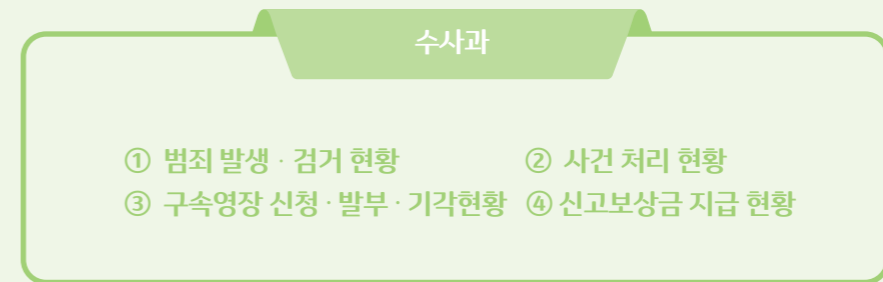 수사과
① 범죄 발생 · 검거 현황 ② 사건 처리 현황
③ 구속영장 신청 · 발부 · 기각현황 ④ 신고보상금 지급 현황